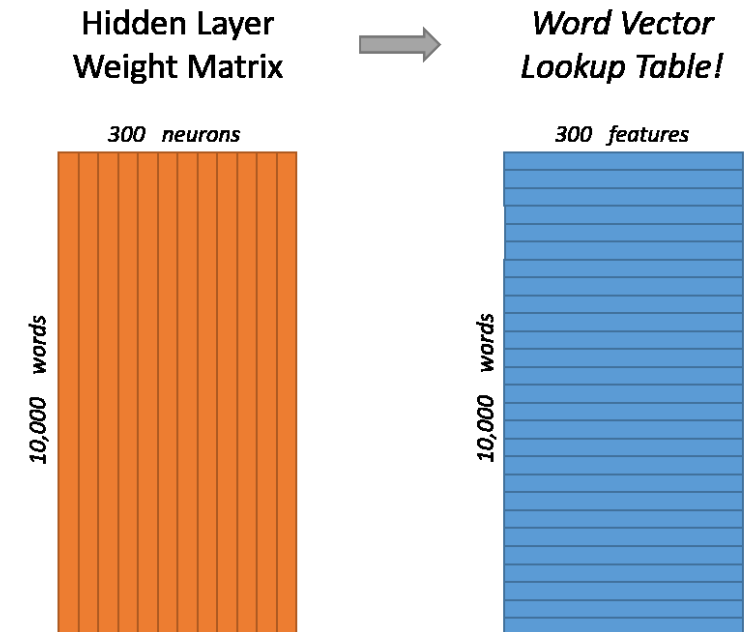 Hidden Layer
Weight Matrix
Word Vector
Lookup Table!
300 neurons
10,000 words
300 features
10,000 words